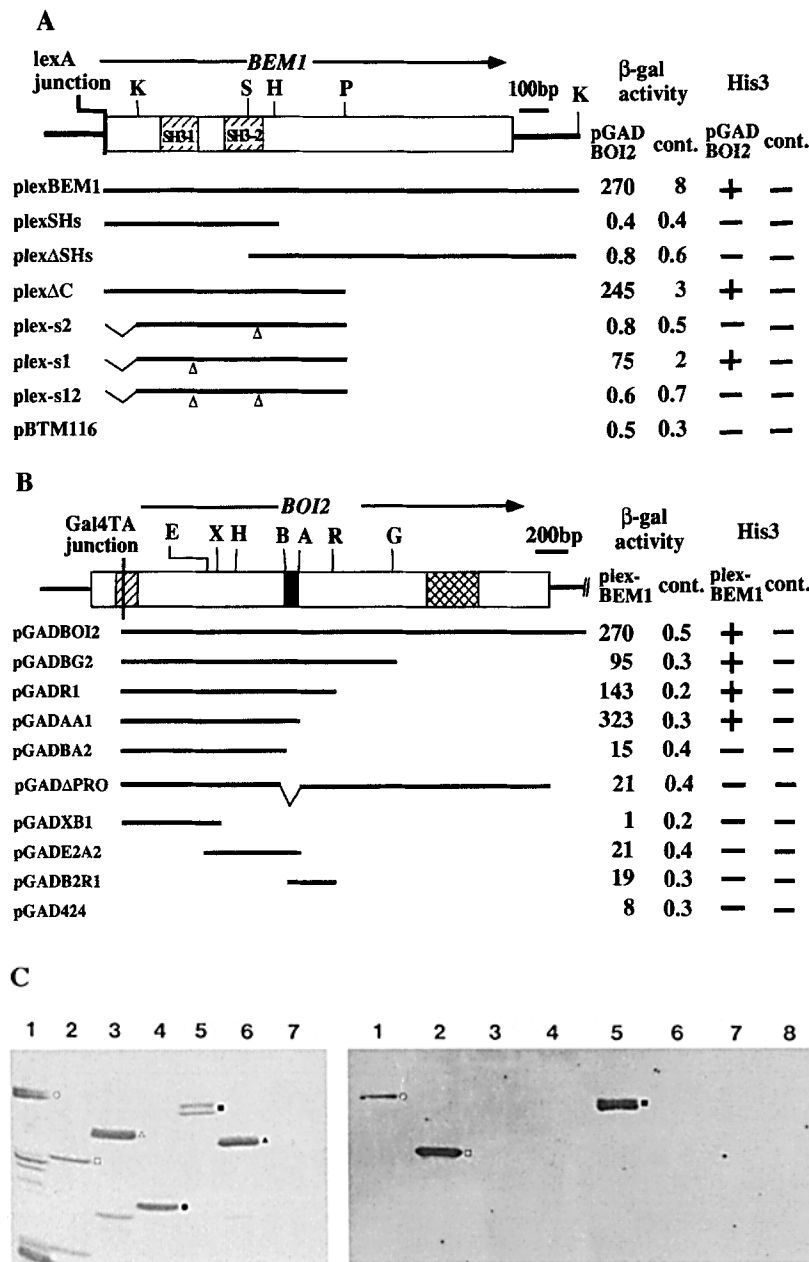 A
lexA junction
BEM1
K S H P 100bp K
SH3-1 SH3-2
β-gal activity His3
pGAD BOI2 cont. pGAD BOI2 cont.
plexBEM1 270 8 + −
plexSHs 0.4 0.4 − −
plexΔSHs 0.8 0.6 − −
plexΔC 245 3 + −
plex-s2 Δ 0.8 0.5 − −
plex-s1 Δ 75 2 + −
plex-s12 Δ Δ 0.6 0.7 − −
pBTM116 0.5 0.3 − −
B
Gal4TA junction
BOI2
E X H B A R G 200bp
β-gal activity His3
plex-BEM1 cont. plex-BEM1 cont.
pGADBOI2 270 0.5 + −
pGADBG2 95 0.3 + −
pGADR1 143 0.2 + −
pGADAA1 323 0.3 + −
pGADBA2 15 0.4 − −
pGADΔPRO 21 0.4 − −
pGADXB1 1 0.2 − −
pGADE2A2 21 0.4 − −
pGADB2R1 19 0.3 − −
pGAD424 8 0.3 − −
C
1 2 3 4 5 6 7
1 2 3 4 5 6 7 8